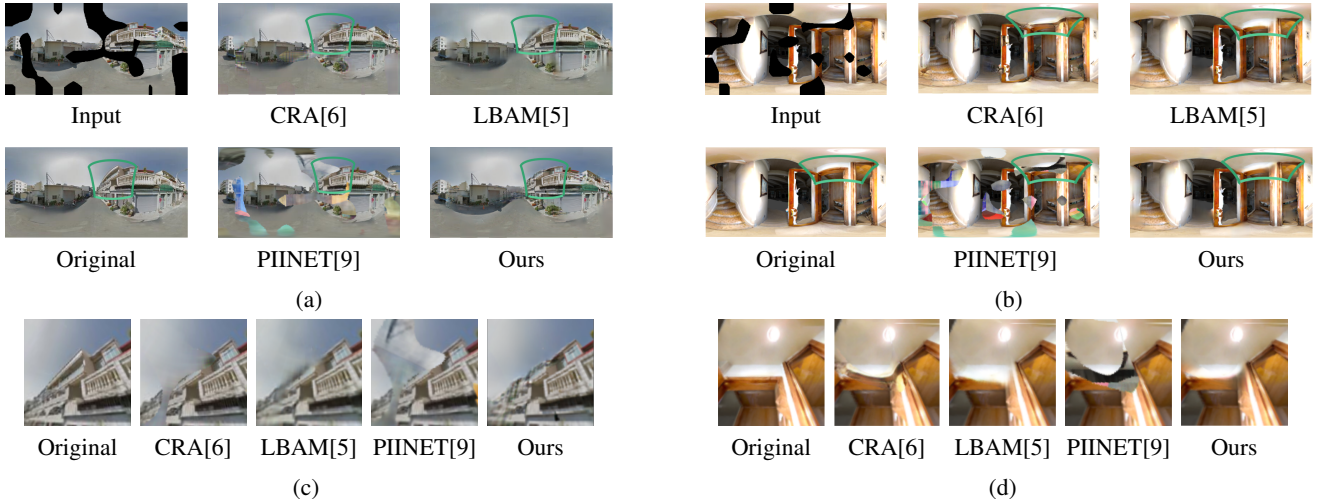 Input CRA[6] LBAM[5]
Original PIINET[9] Ours
(a)
Input CRA[6] LBAM[5]
Original PIINET[9] Ours
(b)
Original CRA[6] LBAM[5] PIINET[9] Ours
(c)
Original CRA[6] LBAM[5] PIINET[9] Ours
(d)